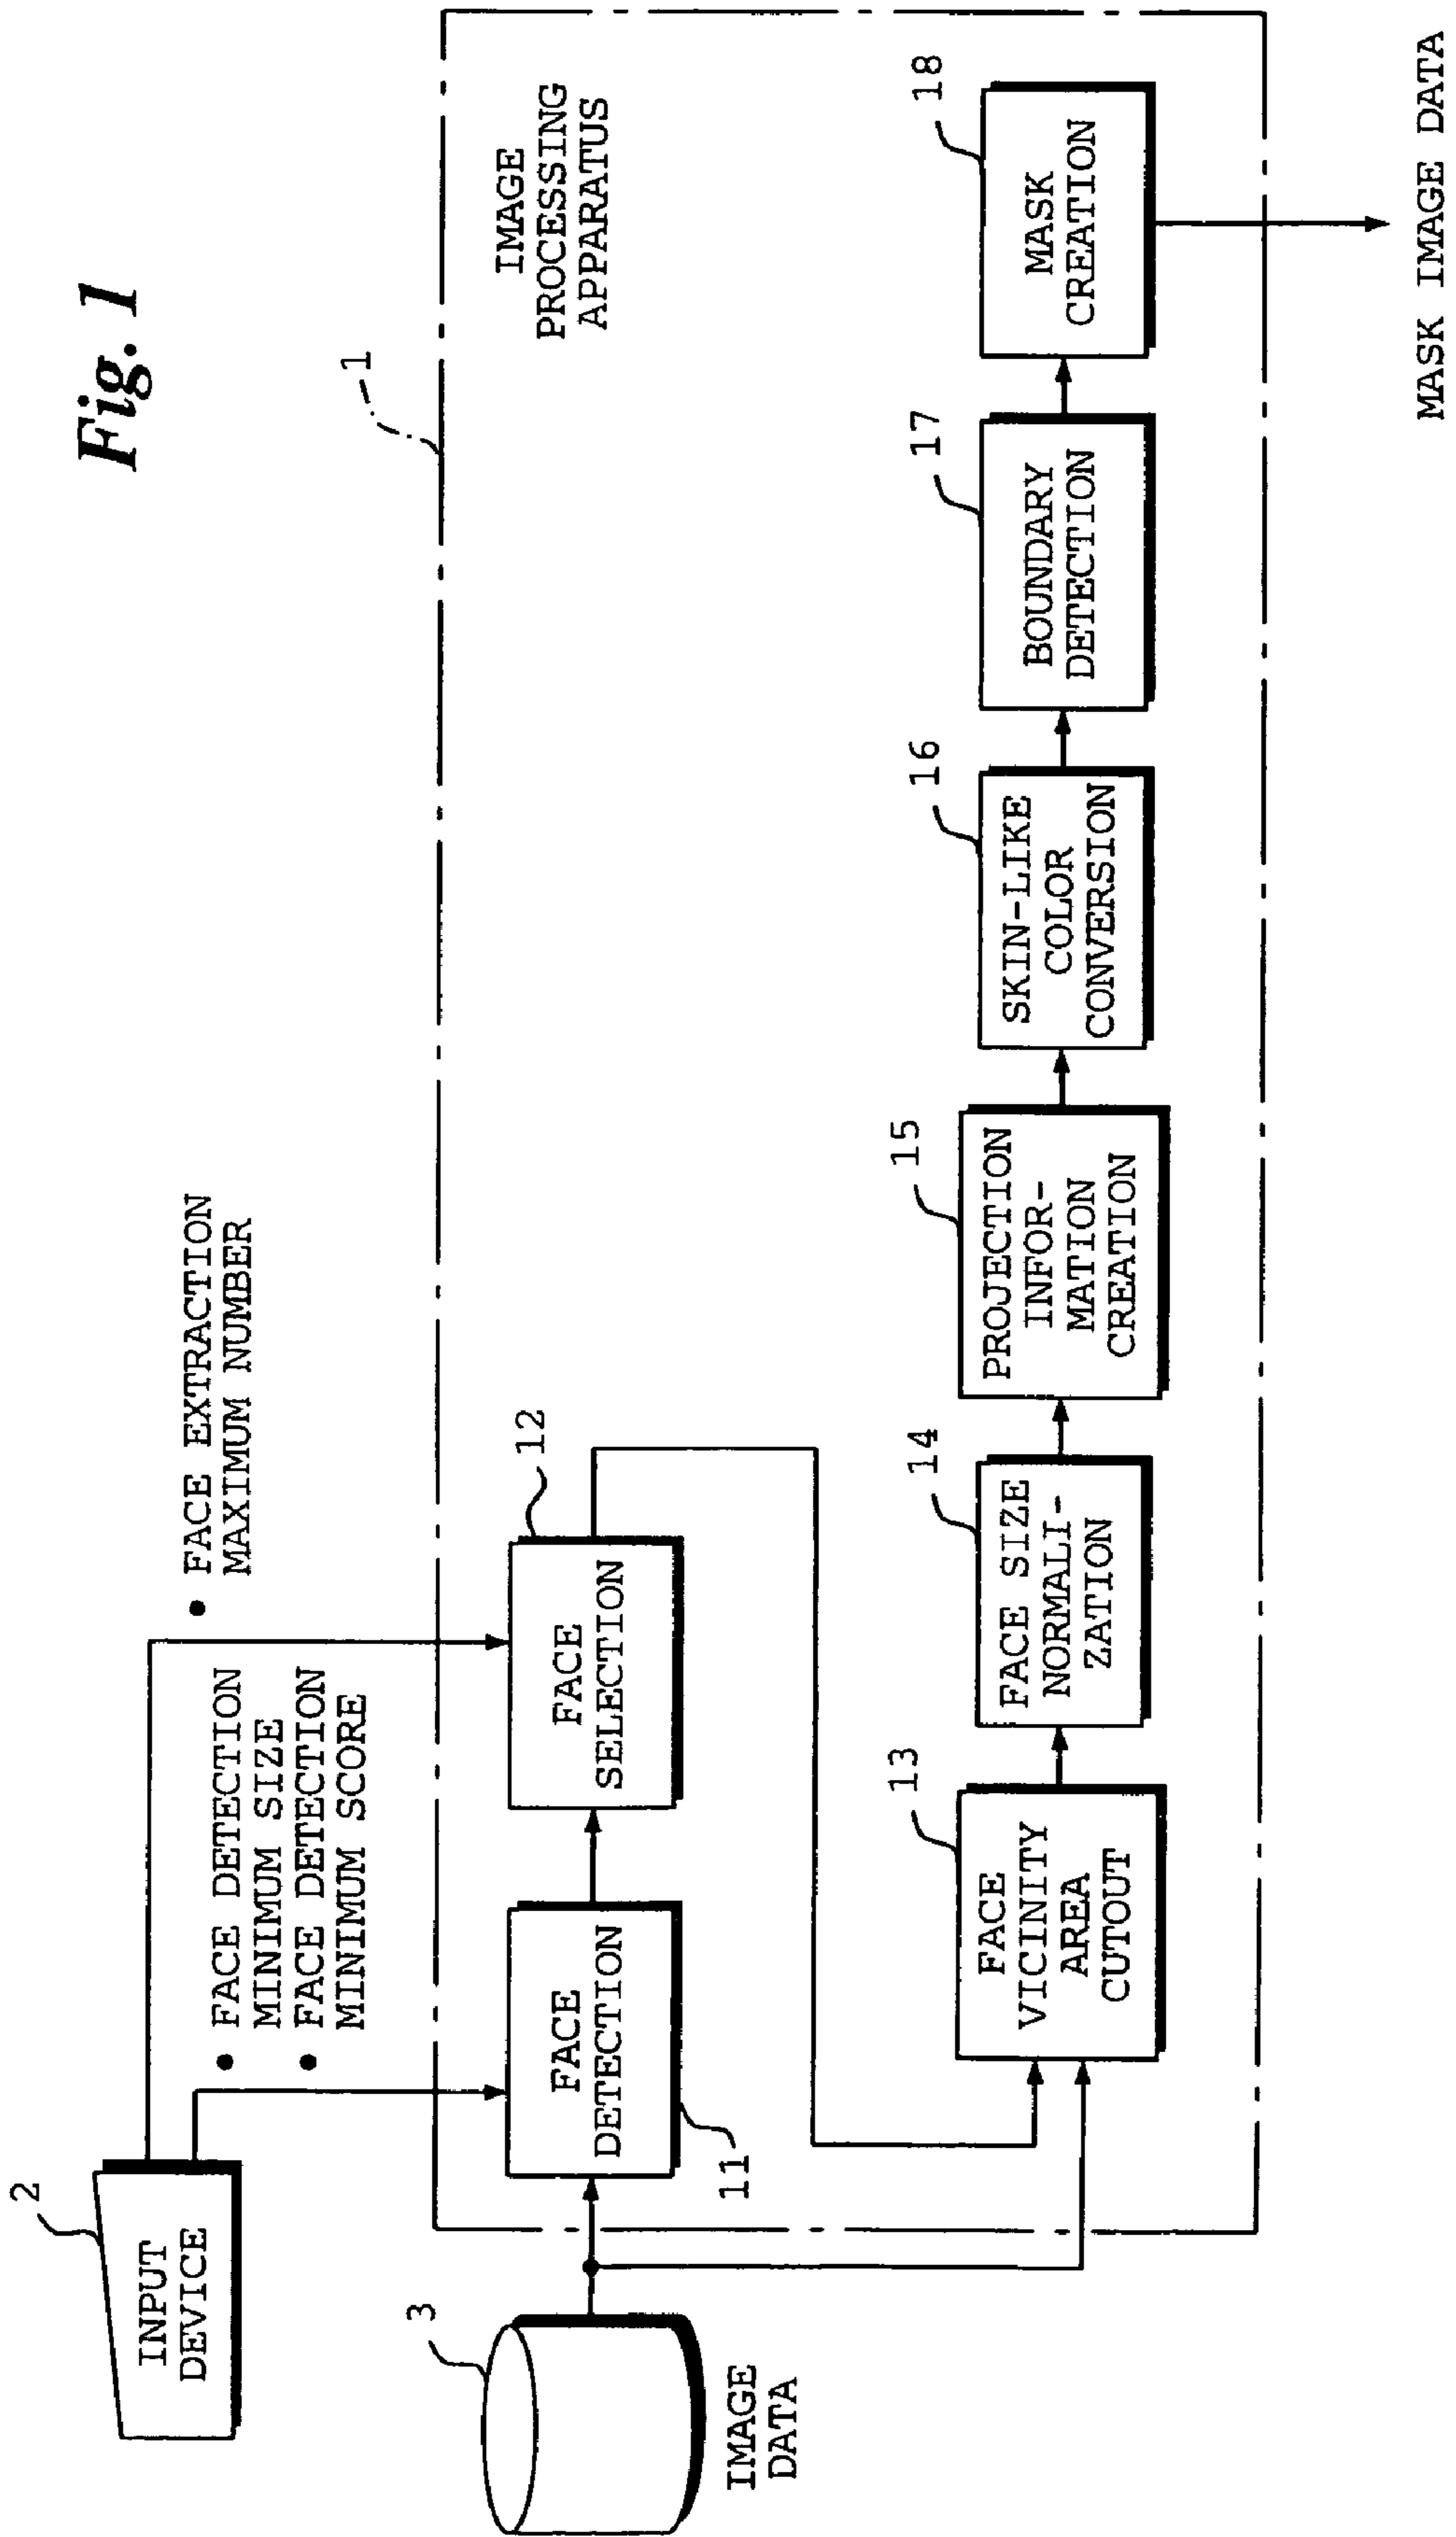 Fig. 1
2
INPUT
DEVICE
• FACE EXTRACTION
MAXIMUM NUMBER
• FACE DETECTION
MINIMUM SIZE
• FACE DETECTION
MINIMUM SCORE
1
IMAGE
PROCESSING
APPARATUS
3
IMAGE
DATA
11
FACE
DETECTION
12
FACE
SELECTION
13
FACE
VICINITY
AREA
CUTOUT
14
FACE SIZE
NORMALI-
ZATION
15
PROJECTION
INFOR-
MATION
CREATION
16
SKIN-LIKE
COLOR
CONVERSION
17
BOUNDARY
DETECTION
18
MASK
CREATION
MASK IMAGE DATA